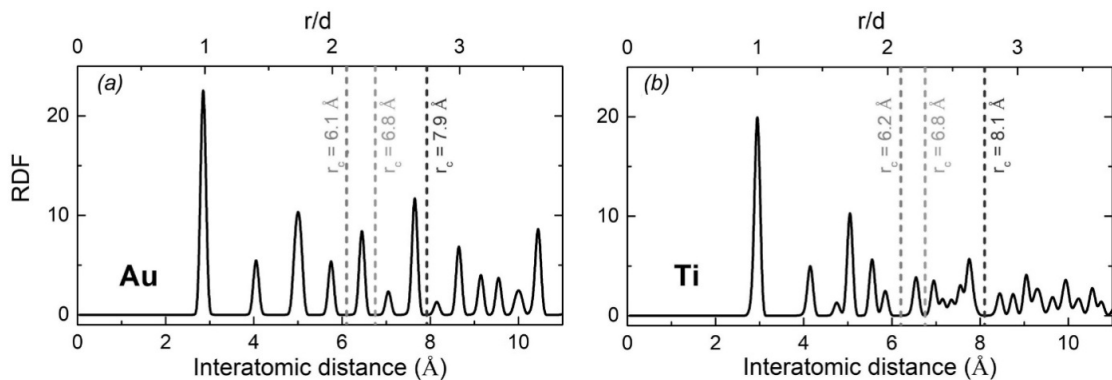 r/d
0 1 2 3
(a)
20
10
0
RDF
r_c = 6.1 Å
r_c = 6.8 Å
r_c = 7.9 Å
Au
0 2 4 6 8 10
Interatomic distance (Å)
r/d
0 1 2 3
(b)
20
10
0
r_c = 6.2 Å
r_c = 6.8 Å
r_c = 8.1 Å
Ti
0 2 4 6 8 10
Interatomic distance (Å)